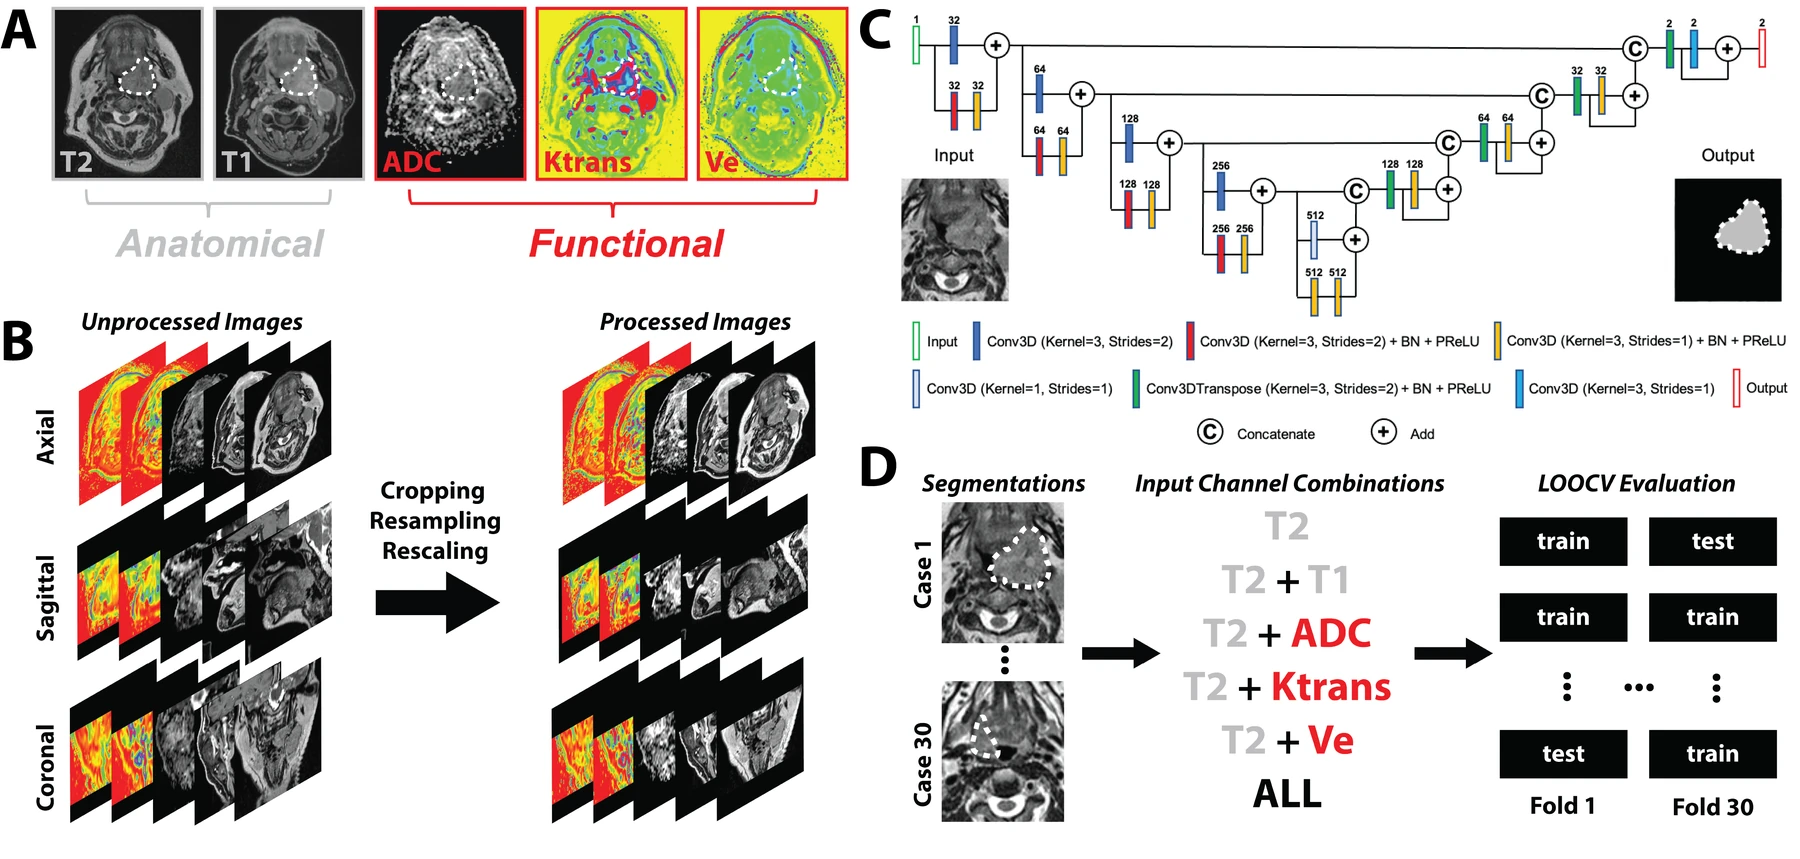 A
T2
T1
ADC
Ktrans
Ve
Anatomical
Functional
B
Unprocessed Images
Processed Images
Axial
Sagittal
Coronal
Cropping
Resampling
Rescaling
C
1
32
32 32
64
64 64
128
128 128
256
256 256
512
512 512
128 128
64 64
32 32
2 2
2
+ + + + + + + + +
C C C C
Input
Output
Input
Conv3D (Kernel=3, Strides=2)
Conv3D (Kernel=3, Strides=2) + BN + PReLU
Conv3D (Kernel=3, Strides=1) + BN + PReLU
Conv3D (Kernel=1, Strides=1)
Conv3DTranspose (Kernel=3, Strides=2) + BN + PReLU
Conv3D (Kernel=3, Strides=1)
Output
C Concatenate
+ Add
D
Segmentations
Case 1
Case 30
Input Channel Combinations
T2
T2 + T1
T2 + ADC
T2 + Ktrans
T2 + Ve
ALL
LOOCV Evaluation
train test
train train
test train
Fold 1 Fold 30